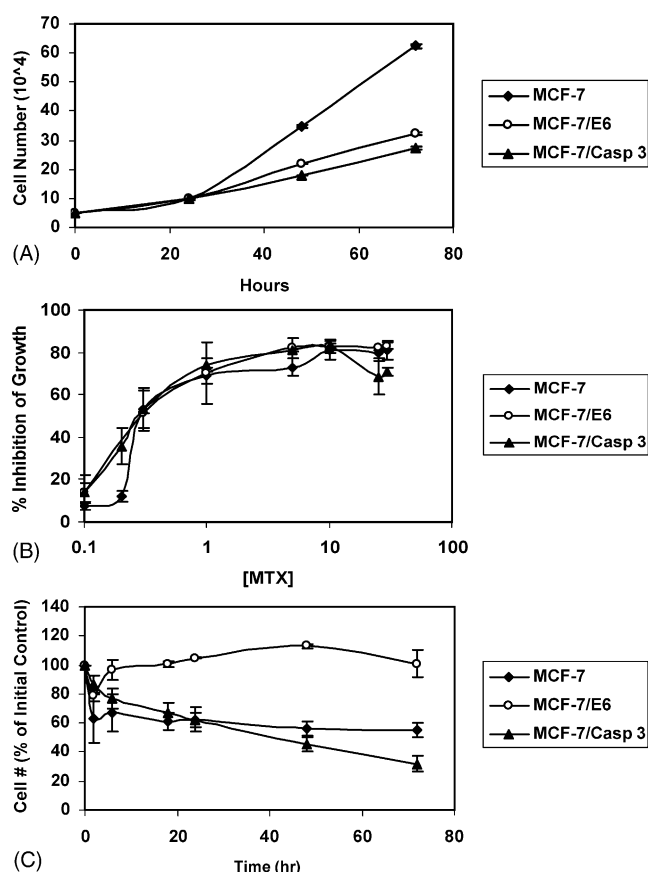 70
60
50
40
30
20
10
0
Cell Number (10^4)
0 20 40 60 80
Hours
(A)
MCF-7
MCF-7/E6
MCF-7/Casp 3
100
80
60
40
20
0
% Inhibition of Growth
0.1 1 10 100
[MTX]
(B)
MCF-7
MCF-7/E6
MCF-7/Casp 3
140
120
100
80
60
40
20
0
Cell # (% of Initial Control)
0 20 40 60 80
Time (hr)
(C)
MCF-7
MCF-7/E6
MCF-7/Casp 3